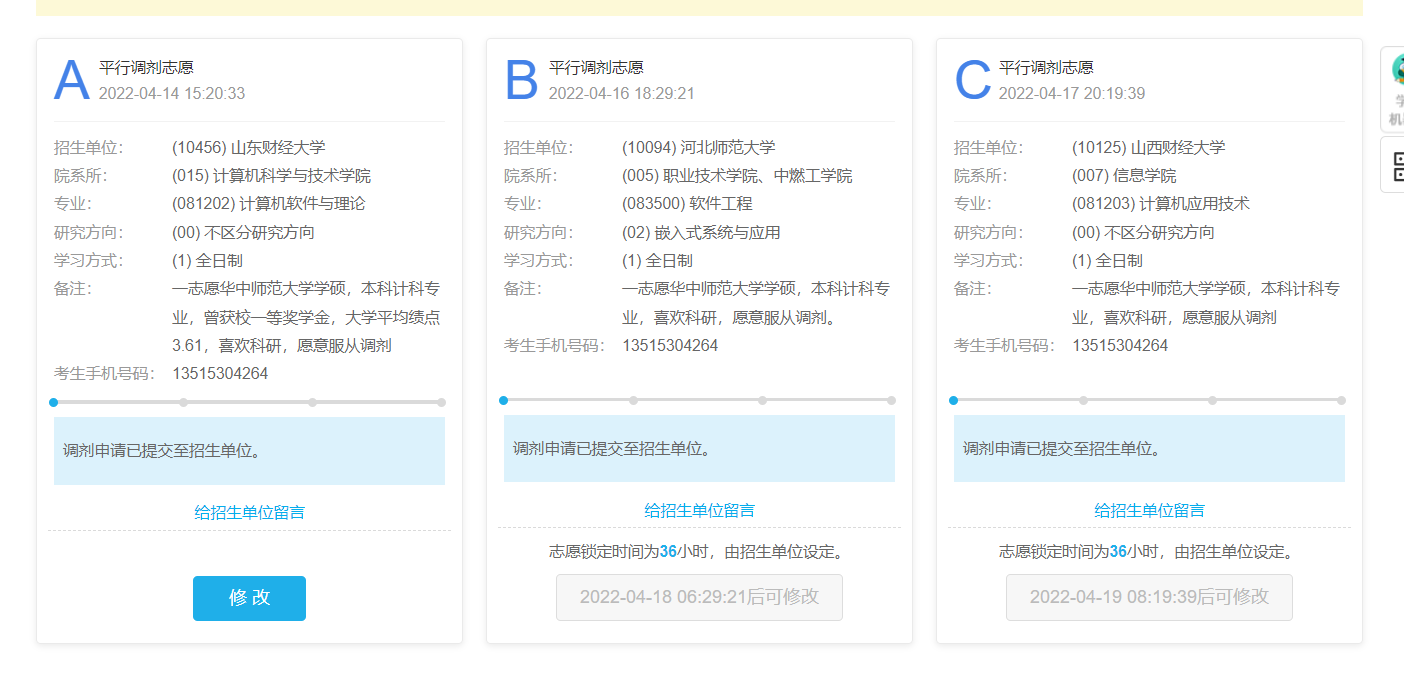 A 平行调剂志愿
2022-04-14 15:20:33
招生单位： (10456) 山东财经大学
院系所： (015) 计算机科学与技术学院
专业： (081202) 计算机软件与理论
研究方向： (00) 不区分研究方向
学习方式： (1) 全日制
备注： 一志愿华中师范大学学硕，本科计科专
业，曾获校一等奖学金，大学平均绩点
3.61，喜欢科研，愿意服从调剂
考生手机号码： 13515304264
调剂申请已提交至招生单位。
给招生单位留言
修 改
B 平行调剂志愿
2022-04-16 18:29:21
招生单位： (10094) 河北师范大学
院系所： (005) 职业技术学院、中燃工学院
专业： (083500) 软件工程
研究方向： (02) 嵌入式系统与应用
学习方式： (1) 全日制
备注： 一志愿华中师范大学学硕，本科计科专
业，喜欢科研，愿意服从调剂。
考生手机号码： 13515304264
调剂申请已提交至招生单位。
给招生单位留言
志愿锁定时间为36小时，由招生单位设定。
2022-04-18 06:29:21后可修改
C 平行调剂志愿
2022-04-17 20:19:39
招生单位： (10125) 山西财经大学
院系所： (007) 信息学院
专业： (081203) 计算机应用技术
研究方向： (00) 不区分研究方向
学习方式： (1) 全日制
备注： 一志愿华中师范大学学硕，本科计科专
业，喜欢科研，愿意服从调剂
考生手机号码： 13515304264
调剂申请已提交至招生单位。
给招生单位留言
志愿锁定时间为36小时，由招生单位设定。
2022-04-19 08:19:39后可修改